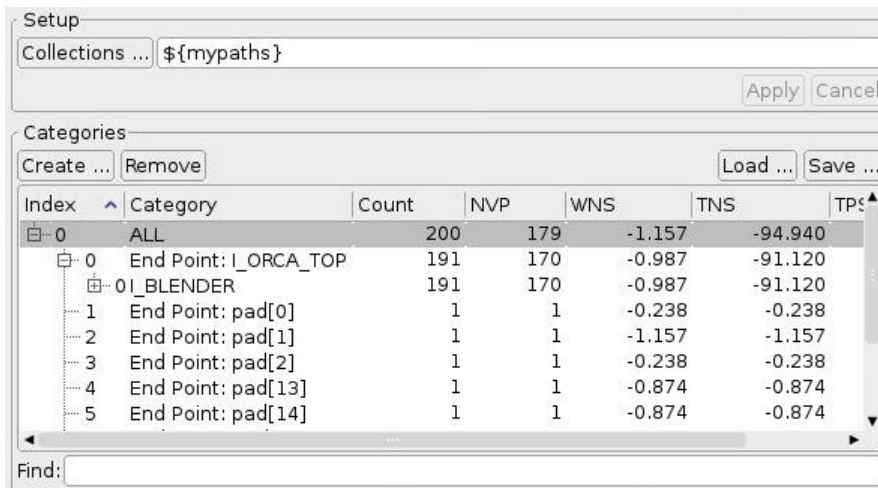 Setup
Collections ... ${mypaths}
Apply Cancel
Categories
Create ... Remove Load ... Save ...
Index Category Count NVP WNS TNS TPS
0 ALL 200 179 -1.157 -94.940
0 End Point: I_ORCA_TOP 191 170 -0.987 -91.120
0 I_BLENDER 191 170 -0.987 -91.120
1 End Point: pad[0] 1 1 -0.238 -0.238
2 End Point: pad[1] 1 1 -1.157 -1.157
3 End Point: pad[2] 1 1 -0.238 -0.238
4 End Point: pad[13] 1 1 -0.874 -0.874
5 End Point: pad[14] 1 1 -0.874 -0.874
Find: